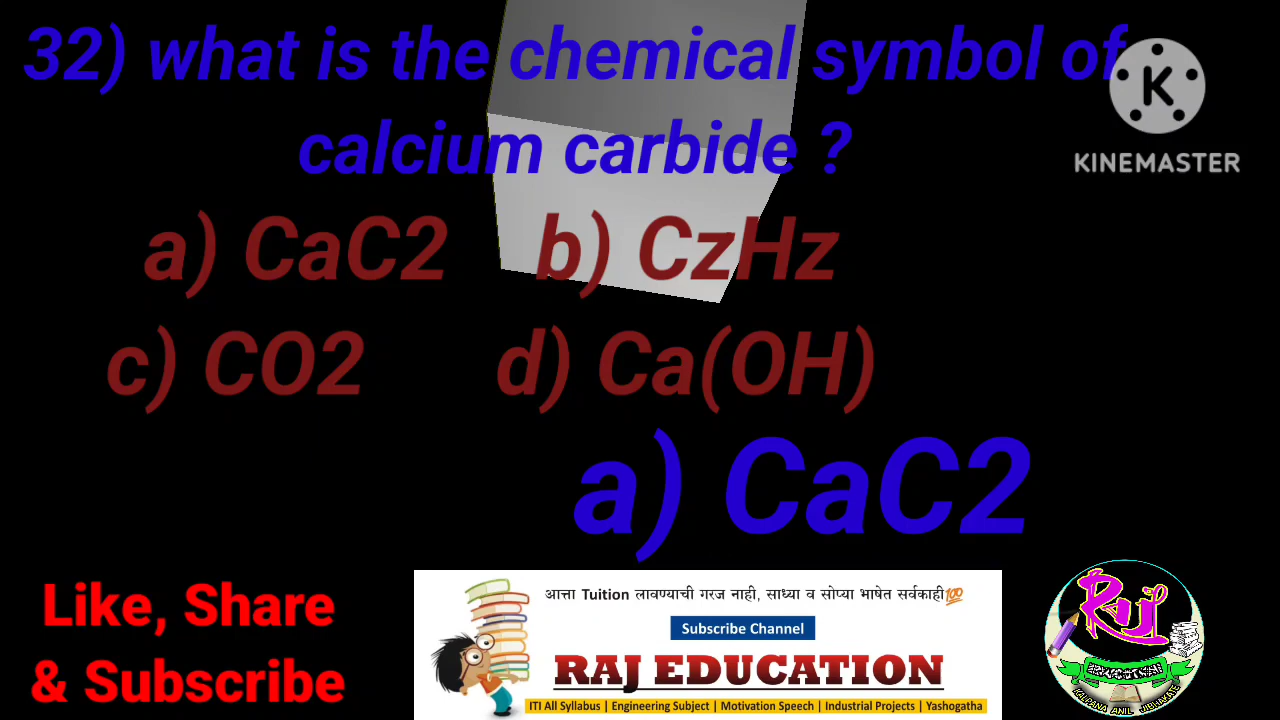 32) what is the chemical symbol of
calcium carbide ?
KINEMASTER
a) CaC2 b) CzHz
c) CO2 d) Ca(OH)
a) CaC2
Like, Share
& Subscribe
आत्ता Tuition लावण्याची गरज नाही, साध्या व सोप्या भाषेत सर्वकाही💯
Subscribe Channel
RAJ EDUCATION
ITI All Syllabus | Engineering Subject | Motivation Speech | Industrial Projects | Yashogatha
Raj
KALPANA ANIL